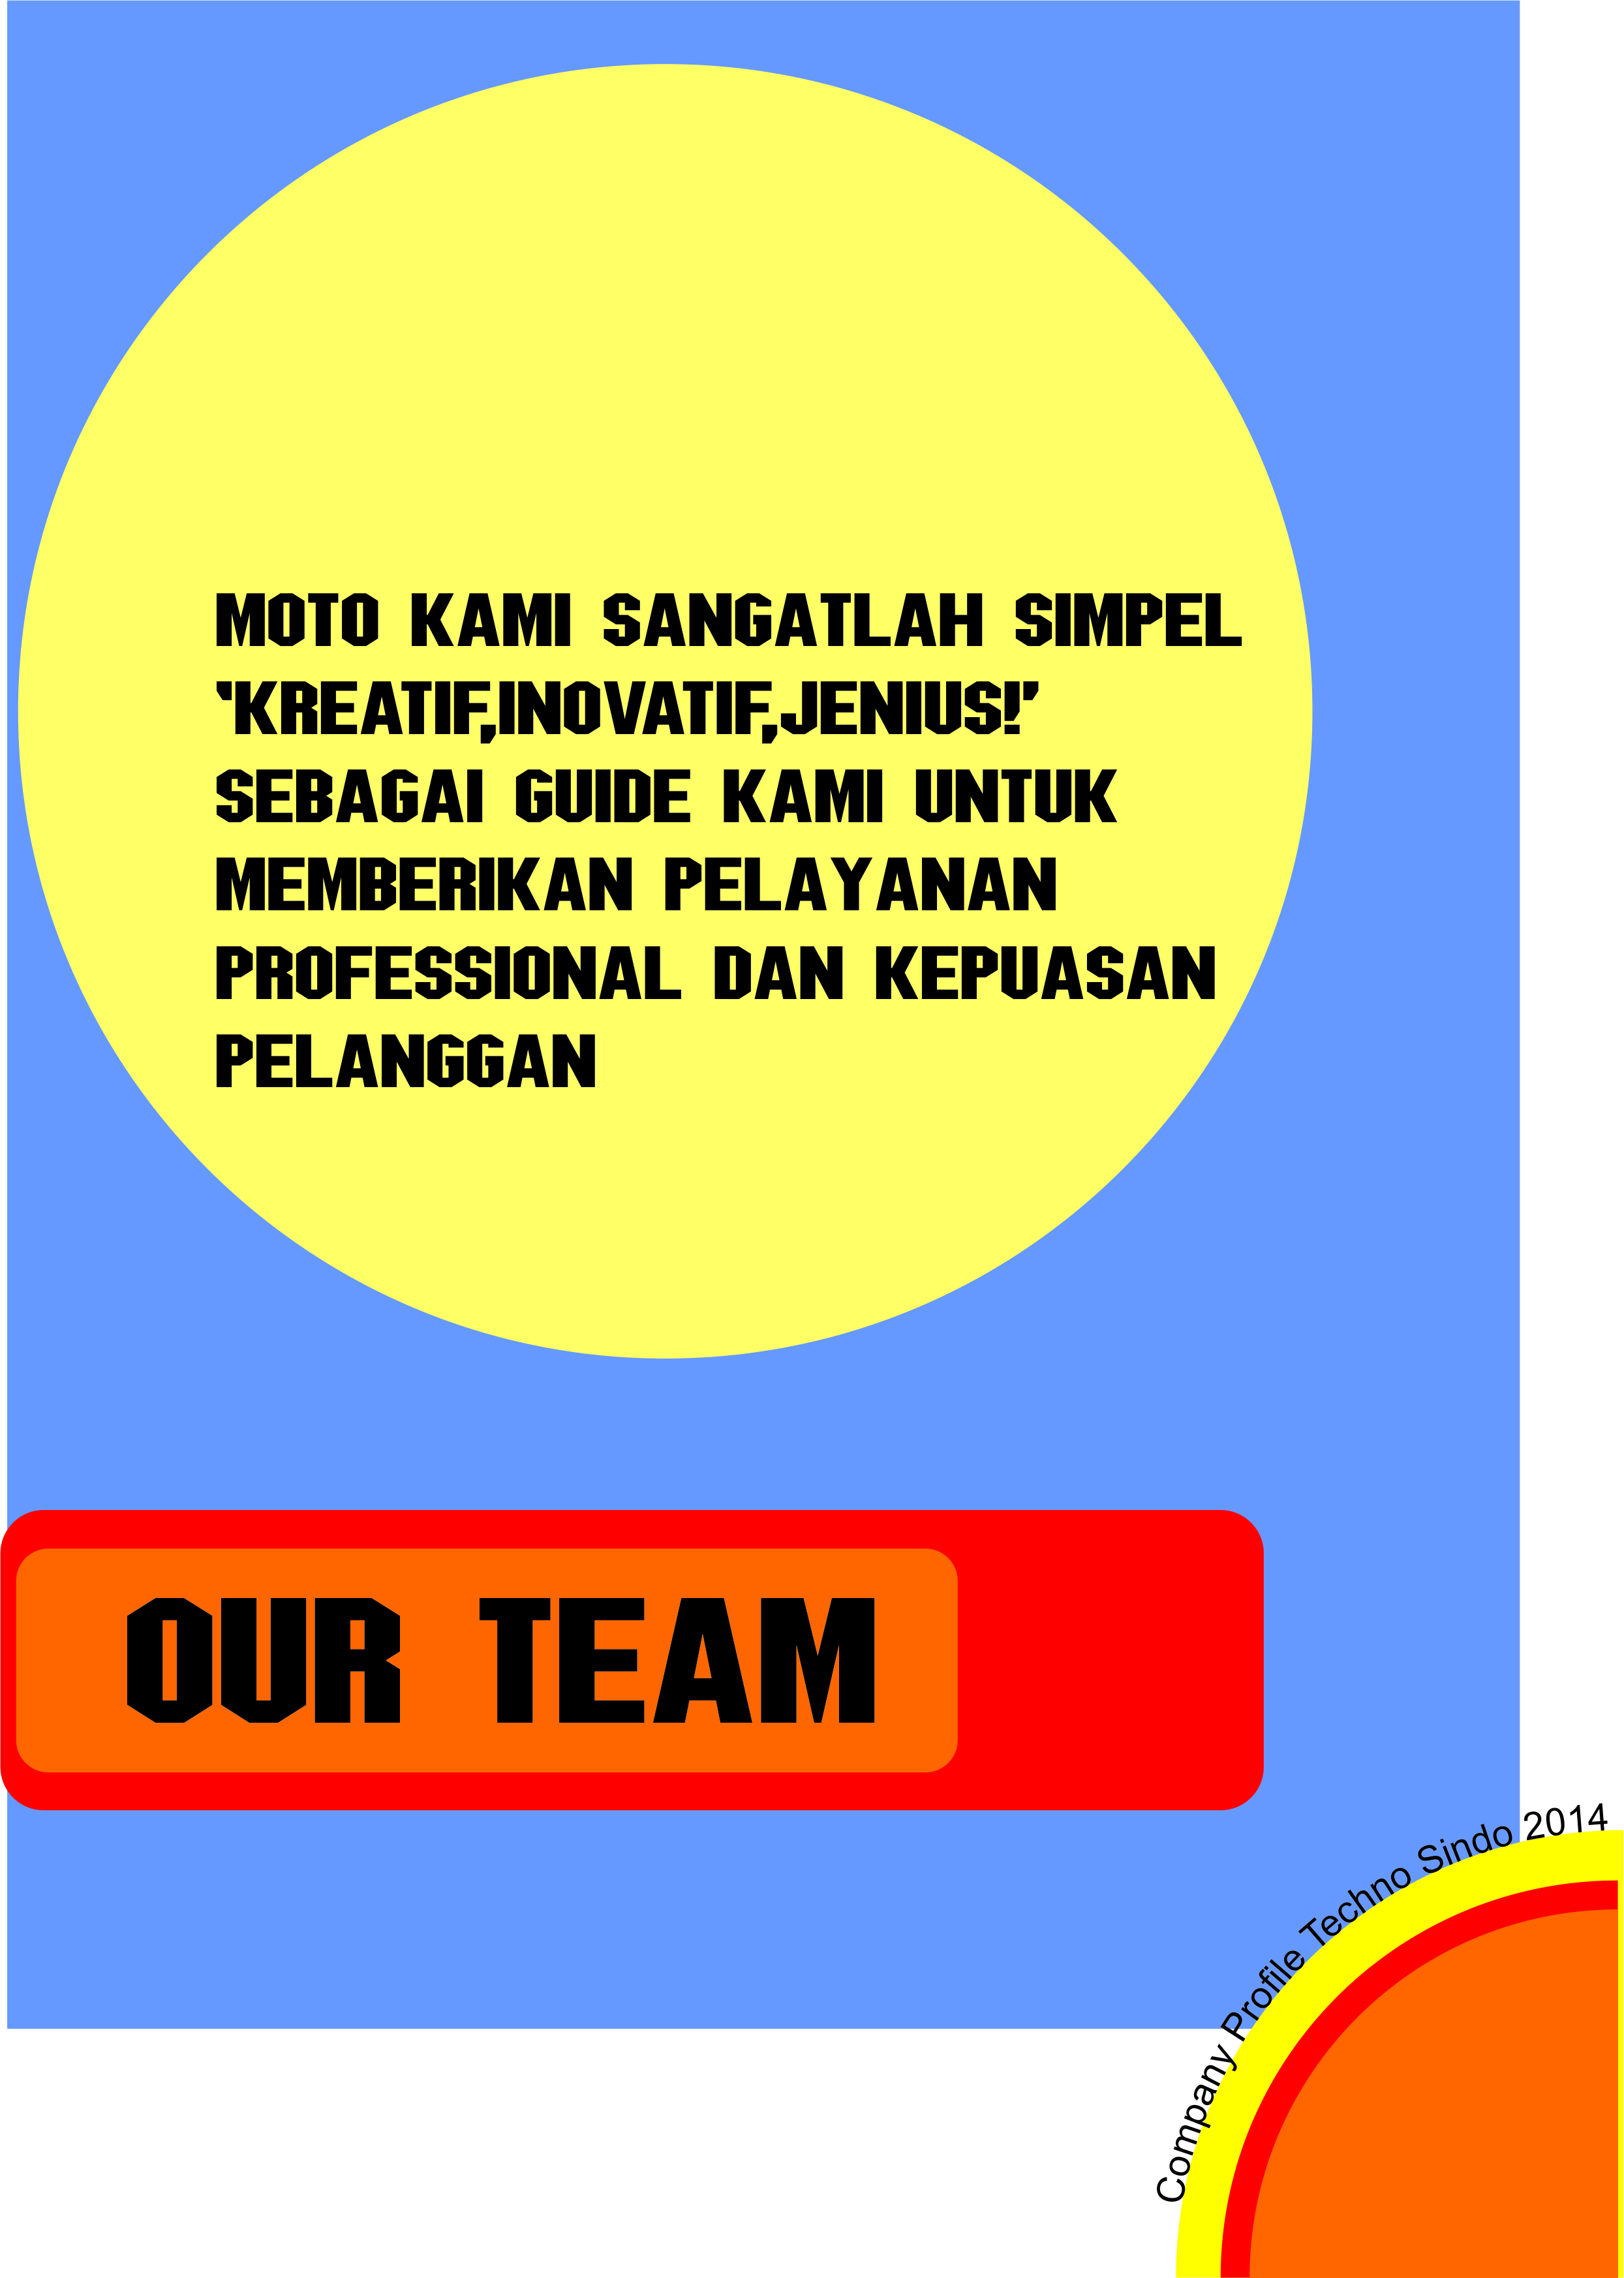 MOTO KAMI SANGATLAH SIMPEL
‘KREATIF,INOVATIF,JENIUS!’
SEBAGAI GUIDE KAMI UNTUK
MEMBERIKAN PELAYANAN
PROFESSIONAL DAN KEPUASAN
PELANGGAN
OUR TEAM
Company Profile Techno Sindo 2014